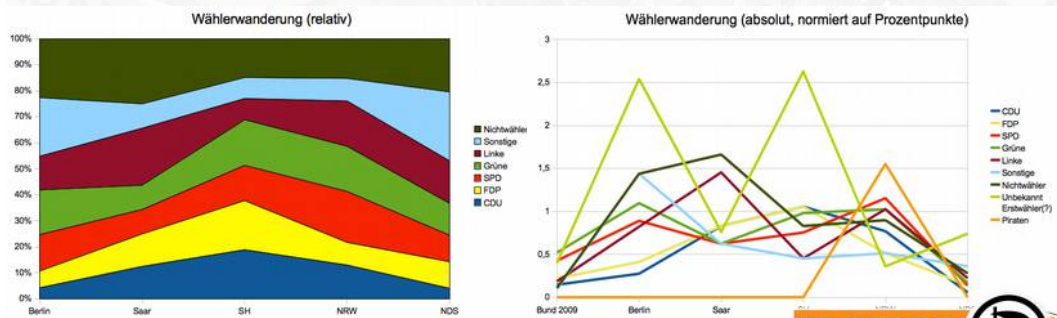 Wählerwanderung (relativ)
100%
90%
80%
70%
60%
50%
40%
30%
20%
10%
0%
Berlin
Saar
SH
NRW
NDS
Nichtwähler
Sonstige
Linke
Grüne
SPD
FDP
CDU
Wählerwanderung (absolut, normiert auf Prozentpunkte)
3
2,5
2
1,5
1
0,5
0
Bund 2009
Berlin
Saar
SH
NRW
CDU
FDP
SPD
Grüne
Linke
Sonstige
Nichtwähler
Unbekannt
Erstwähler(?)
Piraten